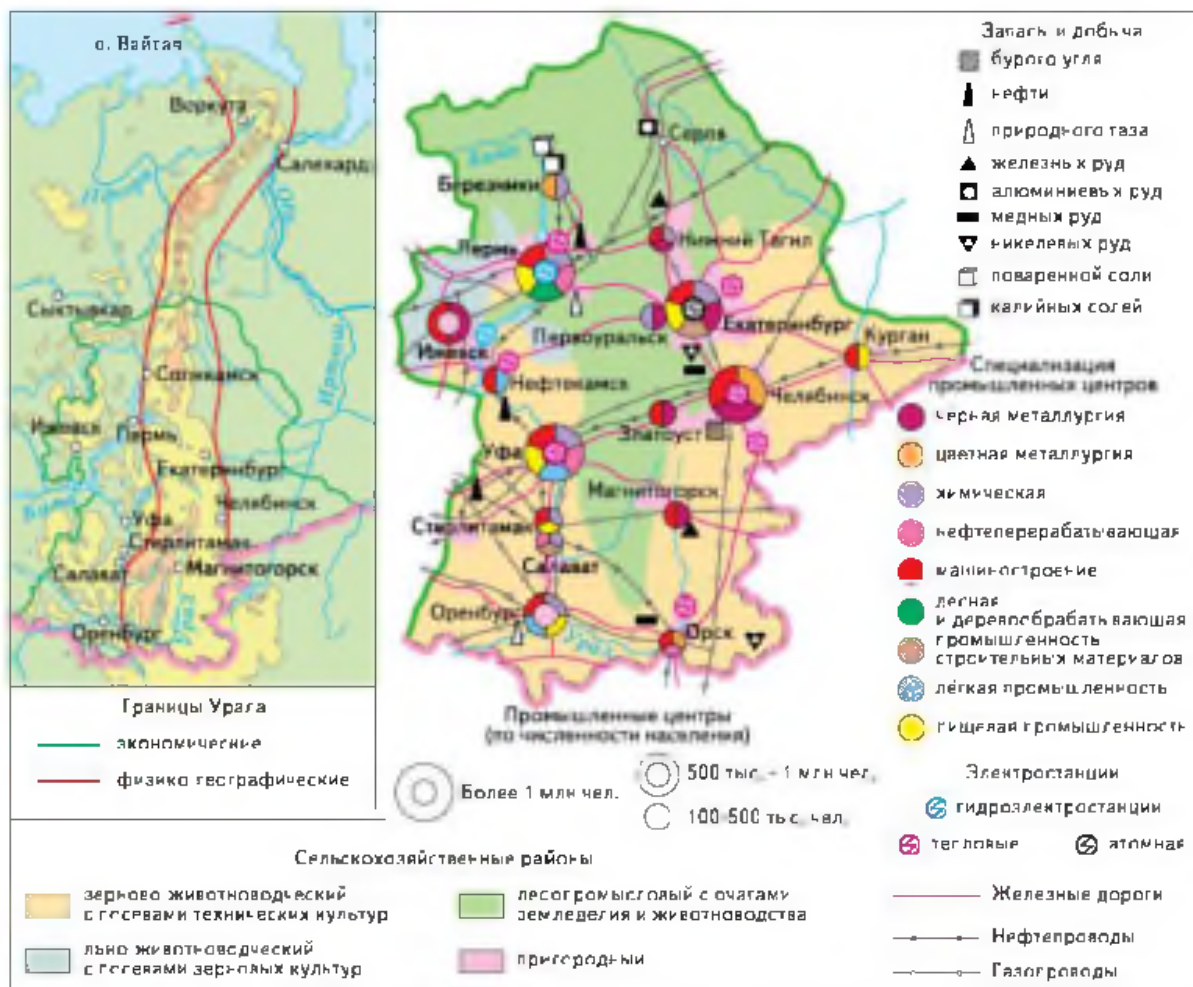 о. Вайгач
Воркута
Салехард
Печора
Обь
Сыктывкар
Соликамск
Иртыш
Ижевск
Пермь
Екатеринбург
Челябинск
Уфа
Стерлитамак
Салават
Магнитогорск
Оренбург
Урал
Границы Урала
экономические
физико географические
Серов
Березники
Пермь
Нижний Тагил
Ижевск
Первоуральск
Екатеринбург
Курган
Нефтекамск
Челябинск
Златоуст
Уфа
Магнитогорск
Стерлитамак
Салават
Оренбург
Урал
Орск
Промышленные центры
(по численности населения)
Более 1 млн чел.
500 тыс. - 1 млн чел.
100-500 тыс. чел.
Запасы и добыча
бурого угля
нефти
природного газа
железных руд
алюминиевых руд
медных руд
никелевых руд
поваренной соли
калийных солей
Специализация
промышленных центров
черная металлургия
цветная металлургия
химическая
нефтеперерабатывающая
машиностроение
лесная
и деревообрабатывающая
промышленность
строительных материалов
лёгкая промышленность
пищевая промышленность
Электростанции
гидроэлектростанции
тепловые
атомная
Сельскохозяйственные районы
зерново животноводческий
с посевами технических культур
льно животноводческий
с посевами зерновых культур
лесопромысловый с очагами
земледелия и животноводства
пригородный
Железные дороги
Нефтепроводы
Газопроводы